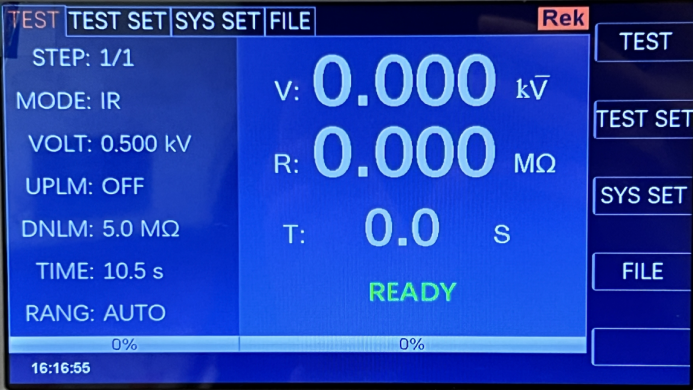 TEST TEST SET SYS SET FILE Rek
STEP: 1/1
MODE: IR
VOLT: 0.500 kV
UPLM: OFF
DNLM: 5.0 MΩ
TIME: 10.5 s
RANG: AUTO
V: 0.000 kV
R: 0.000 MΩ
T: 0.0 S
READY
0% 0%
16:16:55
TEST
TEST SET
SYS SET
FILE